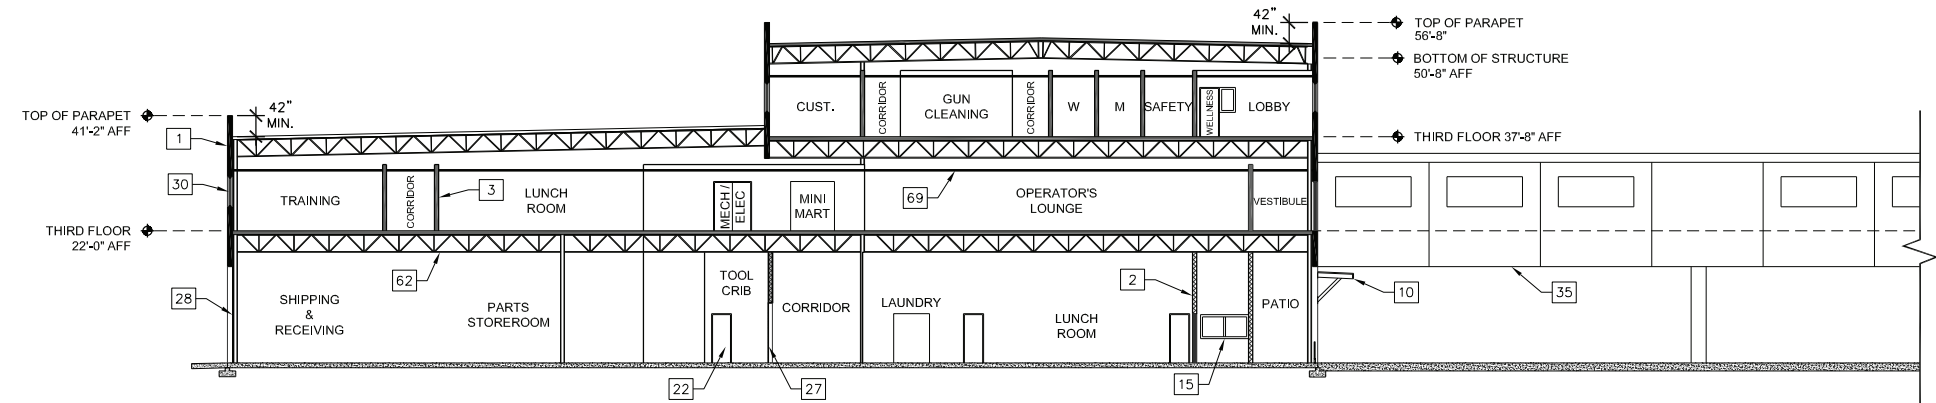 42"
MIN.
TOP OF PARAPET
56'-8"
BOTTOM OF STRUCTURE
50'-8" AFF
CUST.
CORRIDOR
GUN
CLEANING
CORRIDOR
W
M
SAFETY
WELLNESS
LOBBY
THIRD FLOOR 37'-8" AFF
TOP OF PARAPET
41'-2" AFF
42"
MIN.
1
30
TRAINING
CORRIDOR
3
LUNCH
ROOM
MECH /
ELEC
MINI
MART
69
OPERATOR'S
LOUNGE
VESTIBULE
THIRD FLOOR
22'-0" AFF
62
28
SHIPPING
&
RECEIVING
PARTS
STOREROOM
TOOL
CRIB
CORRIDOR
LAUNDRY
LUNCH
ROOM
2
PATIO
10
35
22
27
15